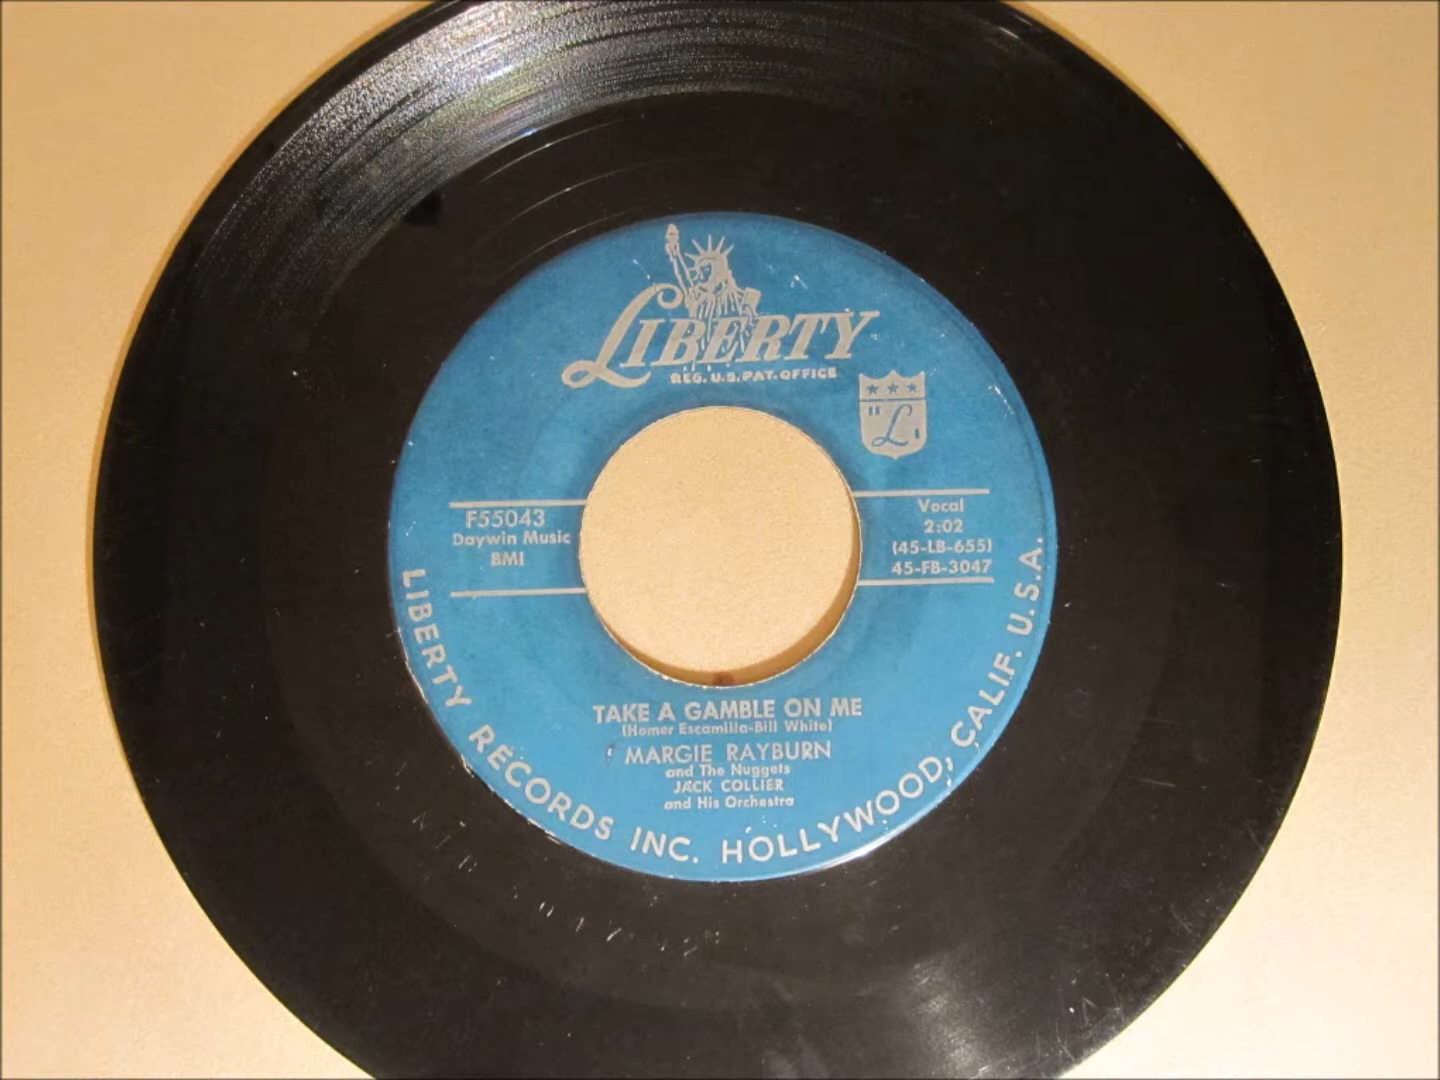 LIBERTY
REG. U.S. PAT. OFFICE
"L"
F55043
Daywin Music
BMI
Vocal
2:02
(45-LB-655)
45-FB-3047
TAKE A GAMBLE ON ME
(Homer Escamilla-Bill White)
MARGIE RAYBURN
and The Nuggets
JACK COLLIER
and His Orchestra
LIBERTY RECORDS INC. HOLLYWOOD, CALIF. U.S.A.